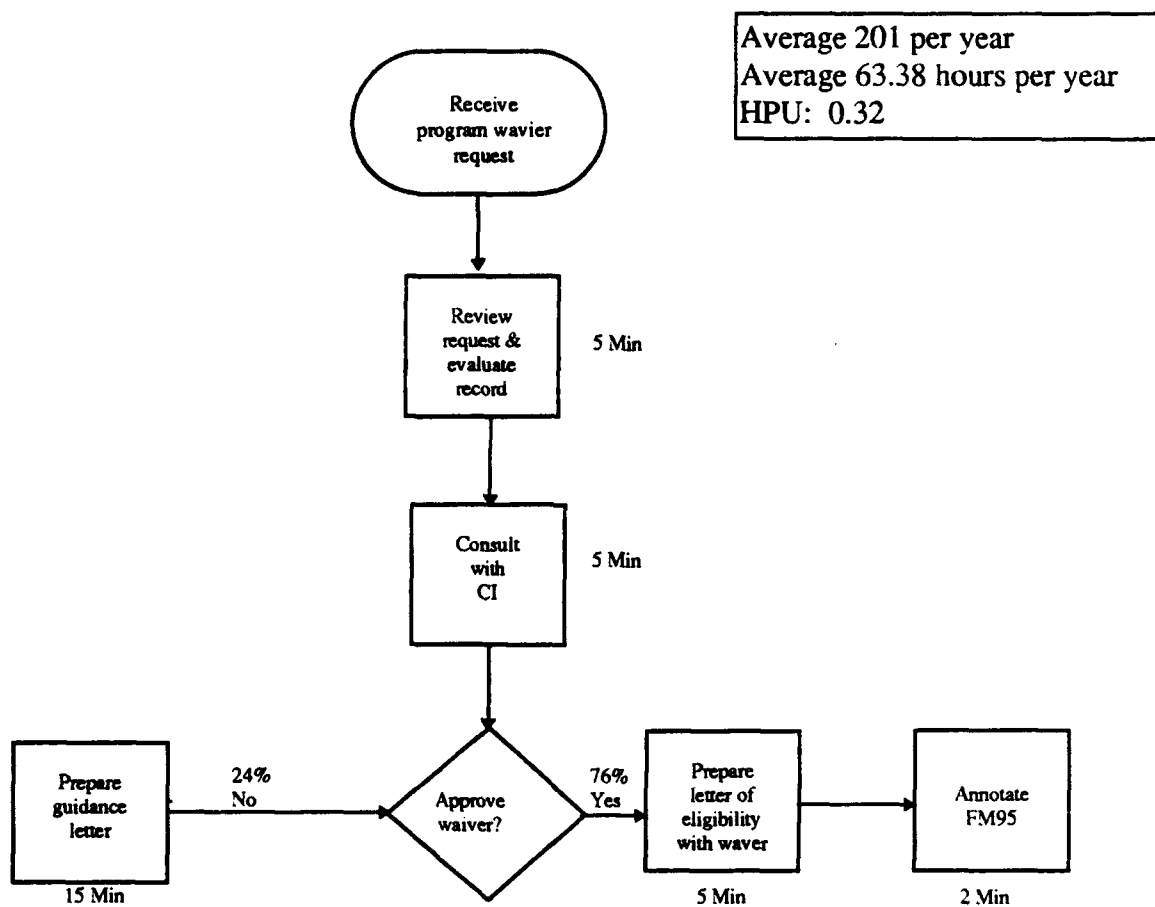 Average 201 per year
Average 63.38 hours per year
HPU: 0.32
Receive
program wavier
request
Review
request &
evaluate
record
5 Min
Consult
with
CI
5 Min
Prepare
guidance
letter
15 Min
24%
No
Approve
waiver?
76%
Yes
Prepare
letter of
eligibility
with waver
5 Min
Annotate
FM95
2 Min